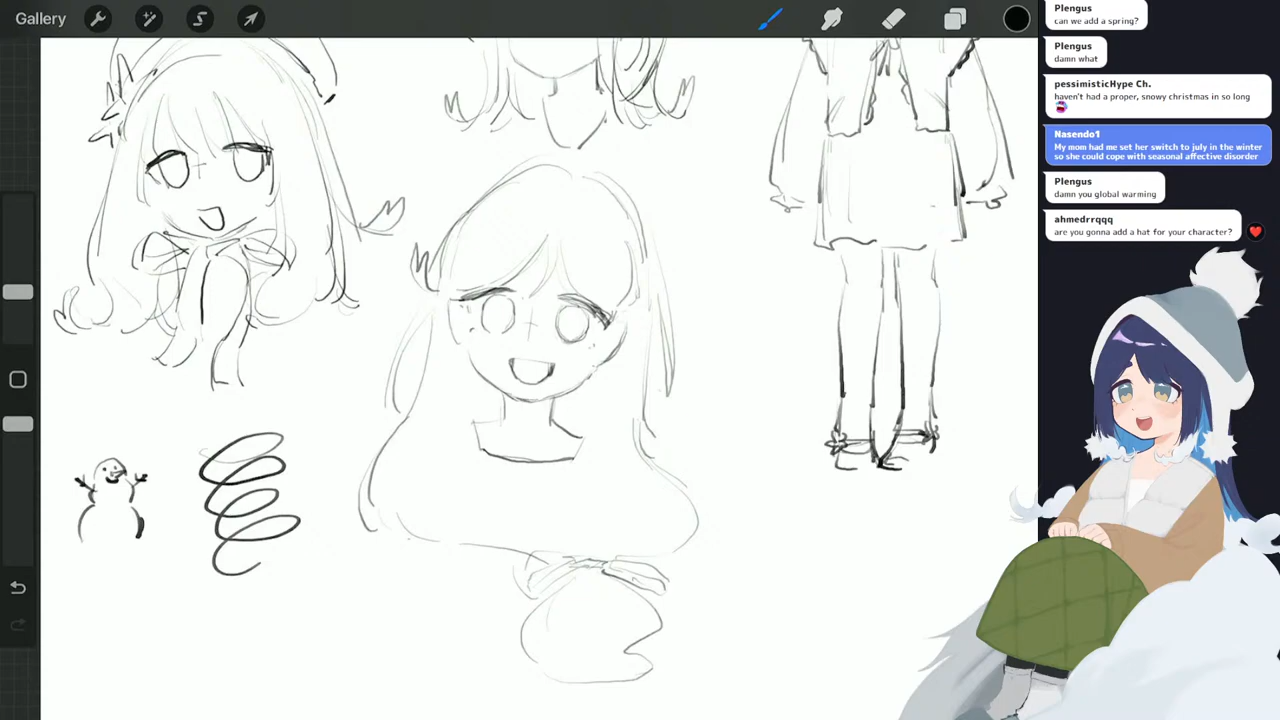 Gallery
Plengus
can we add a spring?
Plengus
damn what
pessimisticHype Ch.
haven't had a proper, snowy christmas in so long
Nasendo1
My mom had me set her switch to july in the winter
so she could cope with seasonal affective disorder
Plengus
damn you global warming
ahmedrrqqq
are you gonna add a hat for your character?